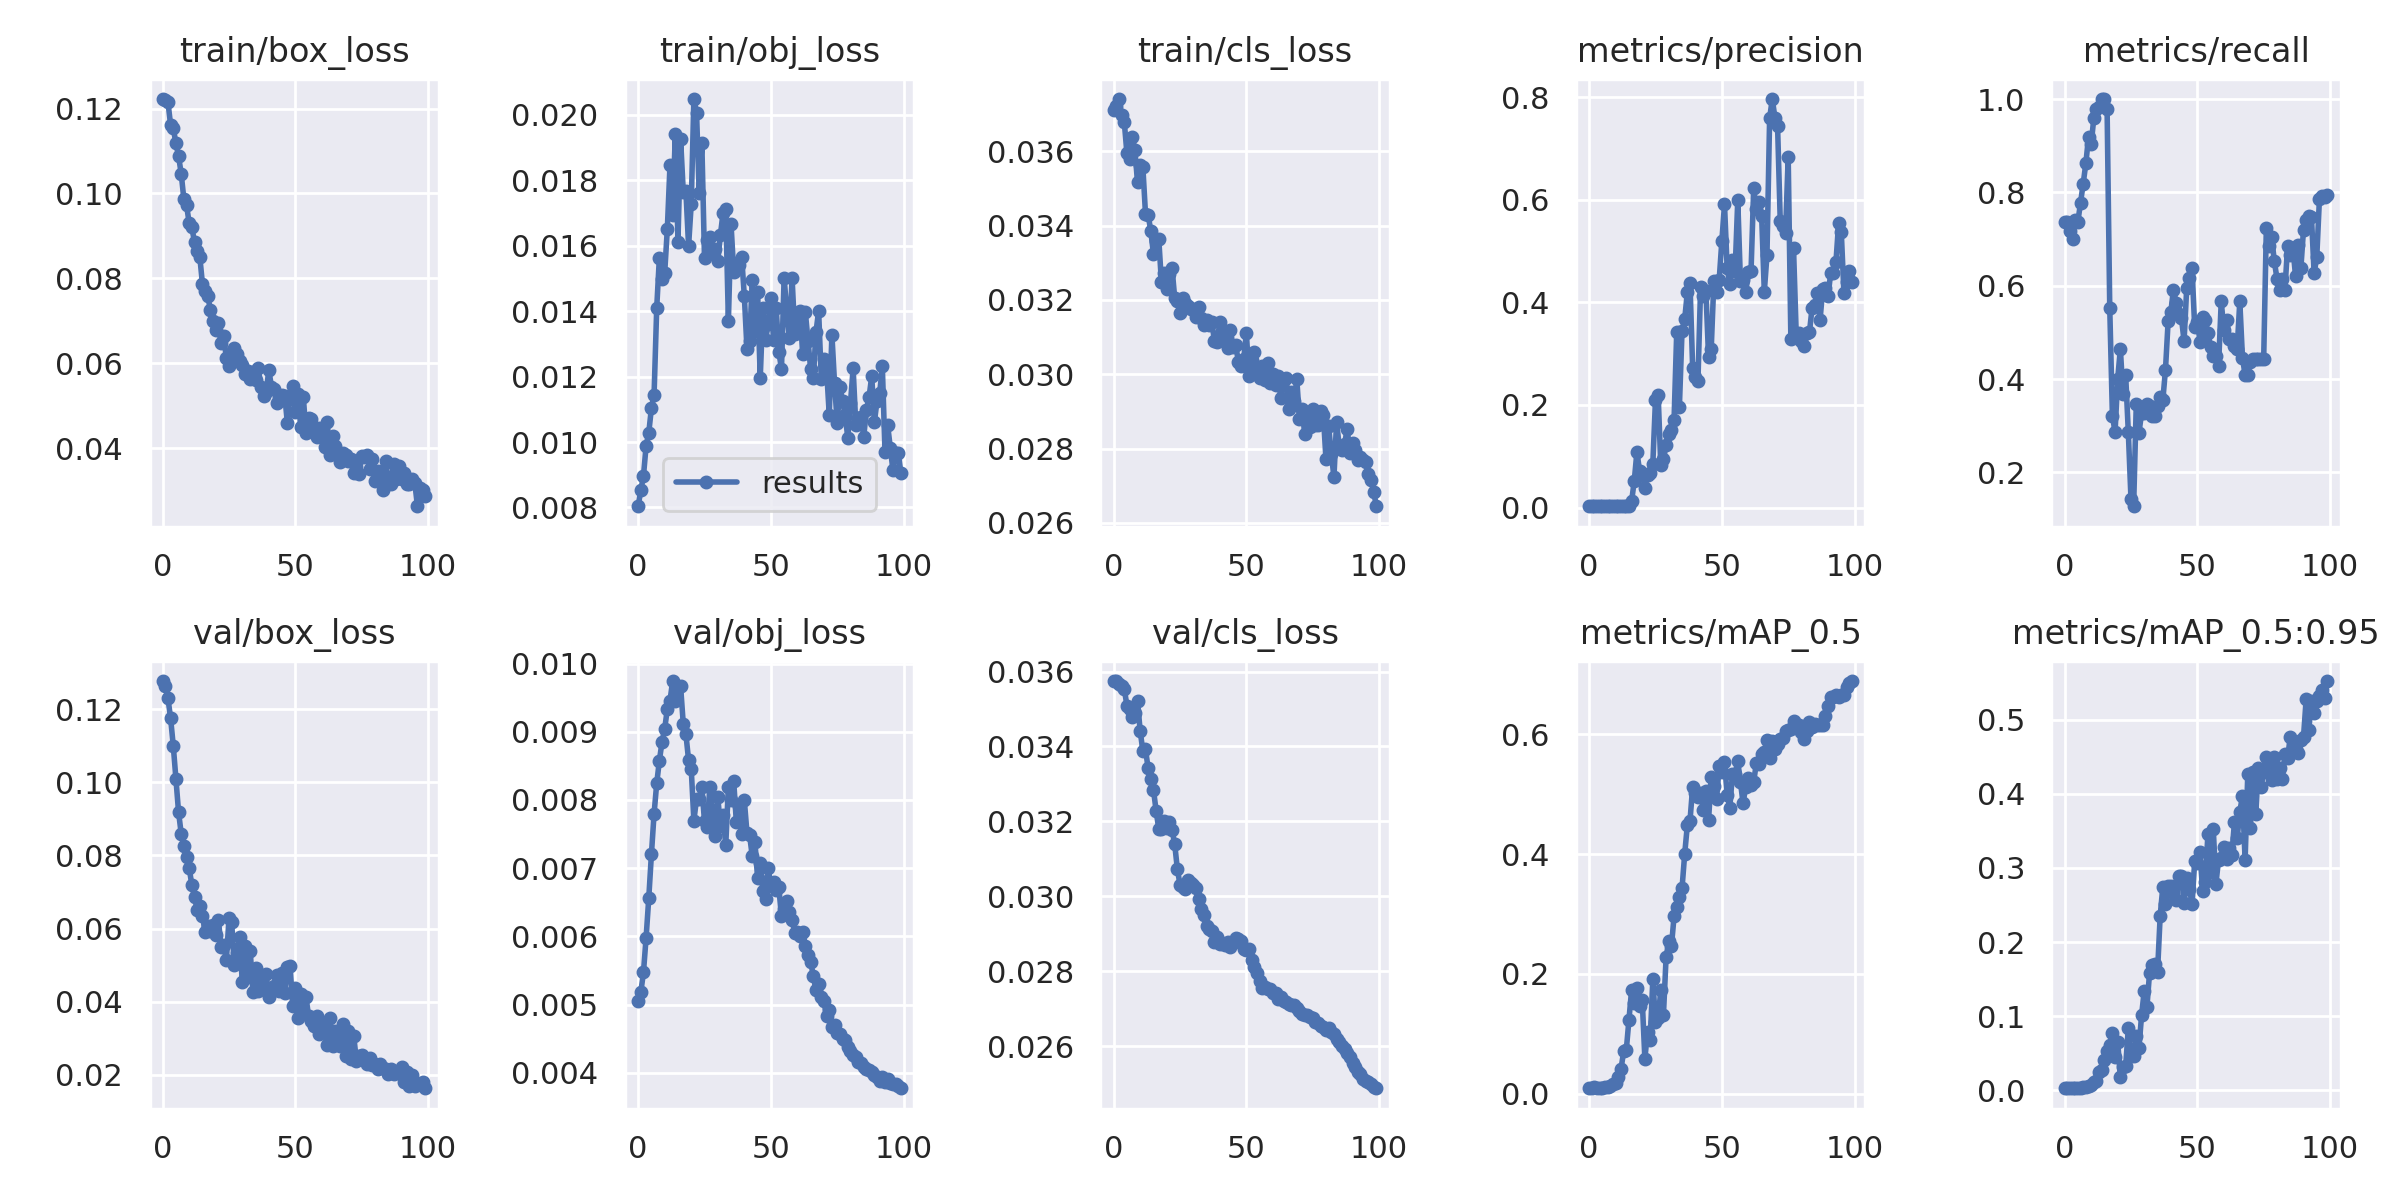 train/box_loss
train/obj_loss
train/cls_loss
metrics/precision
metrics/recall
0.12
0.10
0.08
0.06
0.04
0 50 100
0.020
0.018
0.016
0.014
0.012
0.010
0.008
results
0 50 100
0.036
0.034
0.032
0.030
0.028
0.026
0 50 100
0.8
0.6
0.4
0.2
0.0
0 50 100
1.0
0.8
0.6
0.4
0.2
0 50 100
val/box_loss
val/obj_loss
val/cls_loss
metrics/mAP_0.5
metrics/mAP_0.5:0.95
0.12
0.10
0.08
0.06
0.04
0.02
0 50 100
0.010
0.009
0.008
0.007
0.006
0.005
0.004
0 50 100
0.036
0.034
0.032
0.030
0.028
0.026
0 50 100
0.6
0.4
0.2
0.0
0 50 100
0.5
0.4
0.3
0.2
0.1
0.0
0 50 100